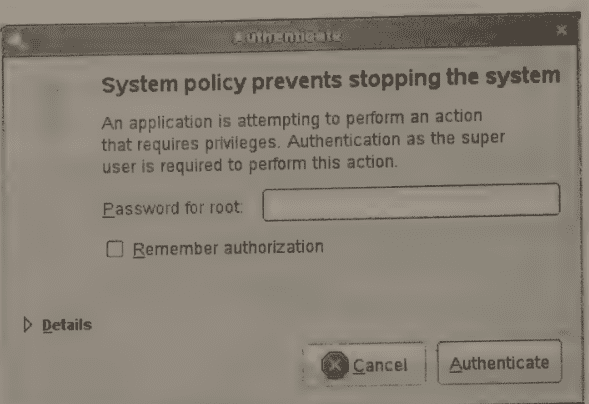 Authenticate
System policy prevents stopping the system
An application is attempting to perform an action
that requires privileges. Authentication as the super
user is required to perform this action.
Password for root:
Remember authorization
Details
Cancel
Authenticate